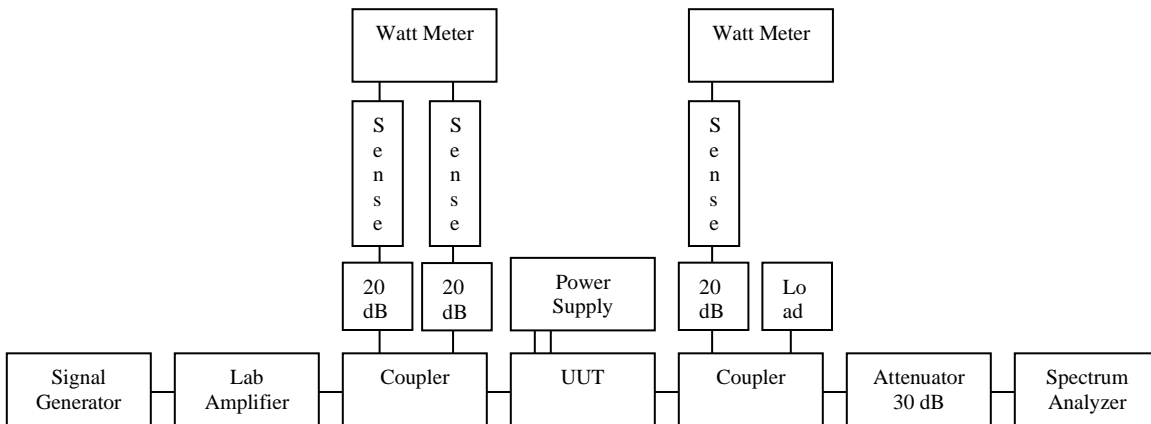 Watt Meter
Watt Meter
S
e
n
s
e
S
e
n
s
e
S
e
n
s
e
20
dB
20
dB
Power
Supply
20
dB
Lo
ad
Signal
Generator
Lab
Amplifier
Coupler
UUT
Coupler
Attenuator
30 dB
Spectrum
Analyzer